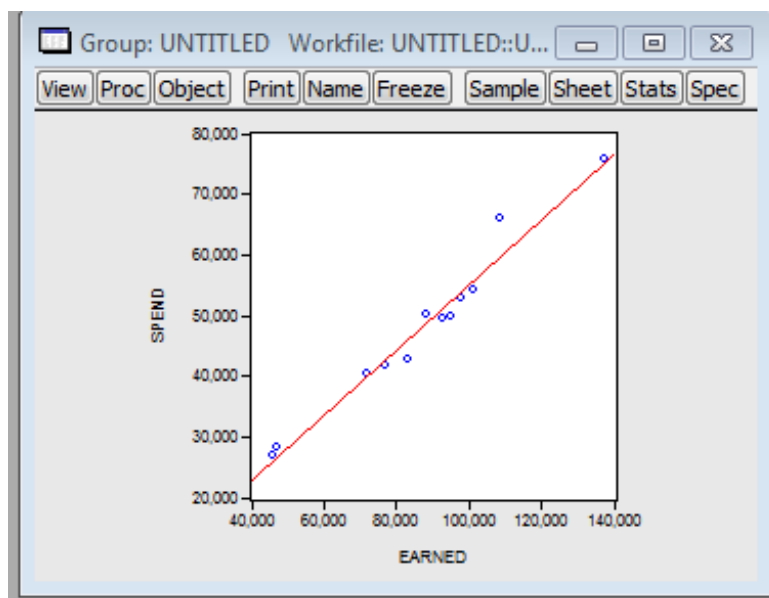 Group: UNTITLED Workfile: UNTITLED::U...
View Proc Object Print Name Freeze Sample Sheet Stats Spec
80,000
70,000
60,000
50,000
40,000
30,000
20,000
SPEND
40,000 60,000 80,000 100,000 120,000 140,000
EARNED